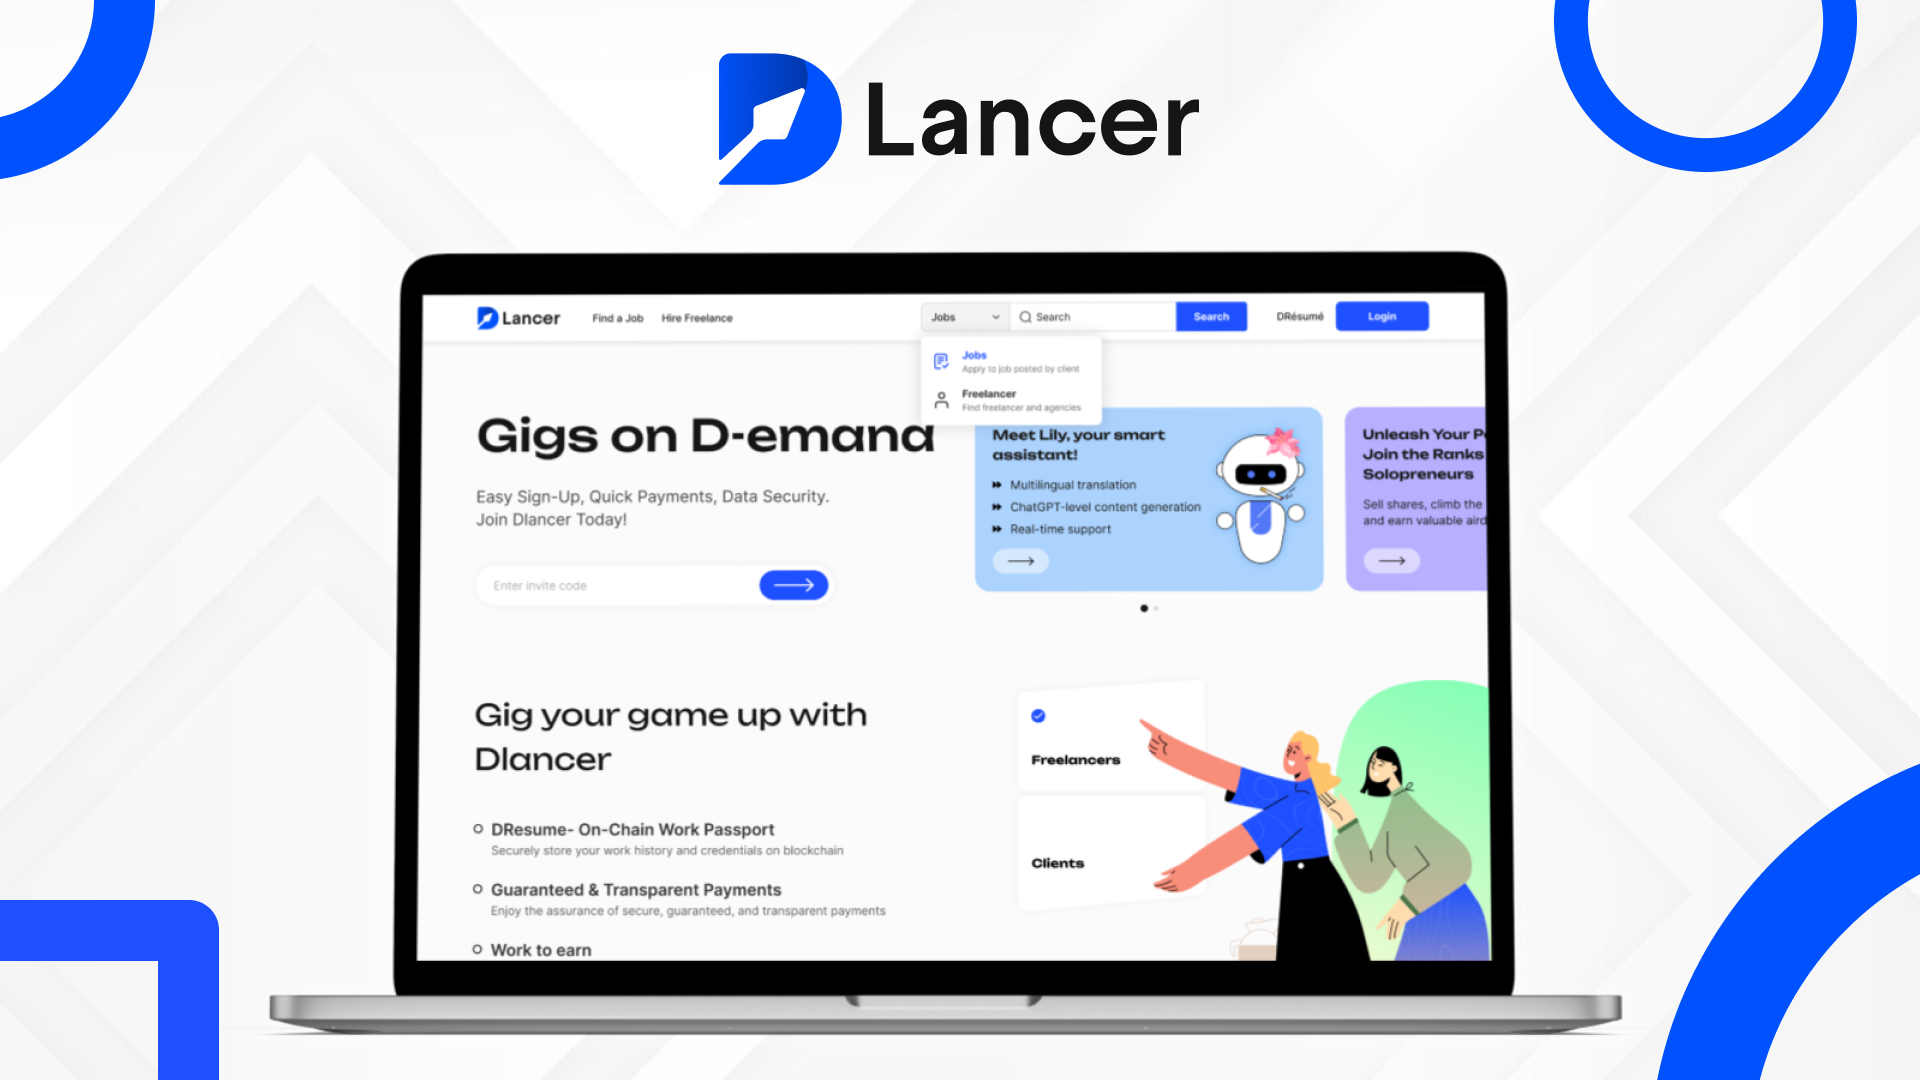 Lancer
Lancer
Find a Job
Hire Freelance
Jobs
Search
Search
DRésumé
Login
Jobs
Apply to job posted by client
Freelancer
Find freelancer and agencies
Gigs on D-emand
Easy Sign-Up, Quick Payments, Data Security.
Join Dlancer Today!
Enter invite code
Meet Lily, your smart
assistant!
Multilingual translation
ChatGPT-level content generation
Real-time support
Unleash Your P
Join the Ranks
Solopreneurs
Sell shares, climb the
and earn valuable aird
Gig your game up with
Dlancer
DResume- On-Chain Work Passport
Securely store your work history and credentials on blockchain
Guaranteed & Transparent Payments
Enjoy the assurance of secure, guaranteed, and transparent payments
Work to earn
Freelancers
Clients